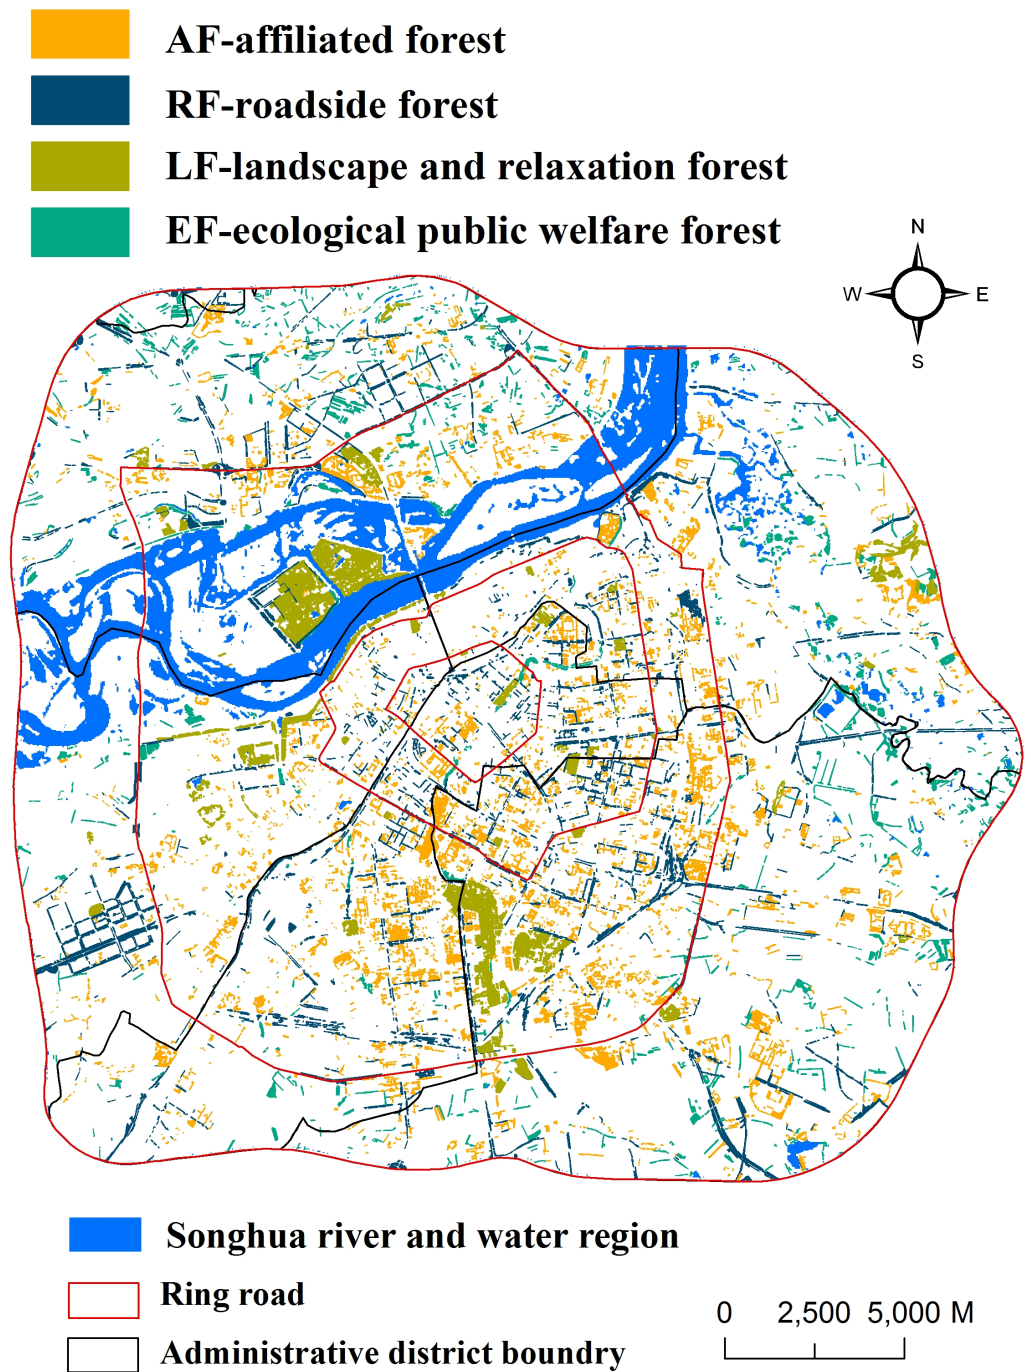 AF-affiliated forest
RF-roadside forest
LF-landscape and relaxation forest
EF-ecological public welfare forest
N
W E
S
Songhua river and water region
Ring road
0 2,500 5,000 M
Administrative district boundry